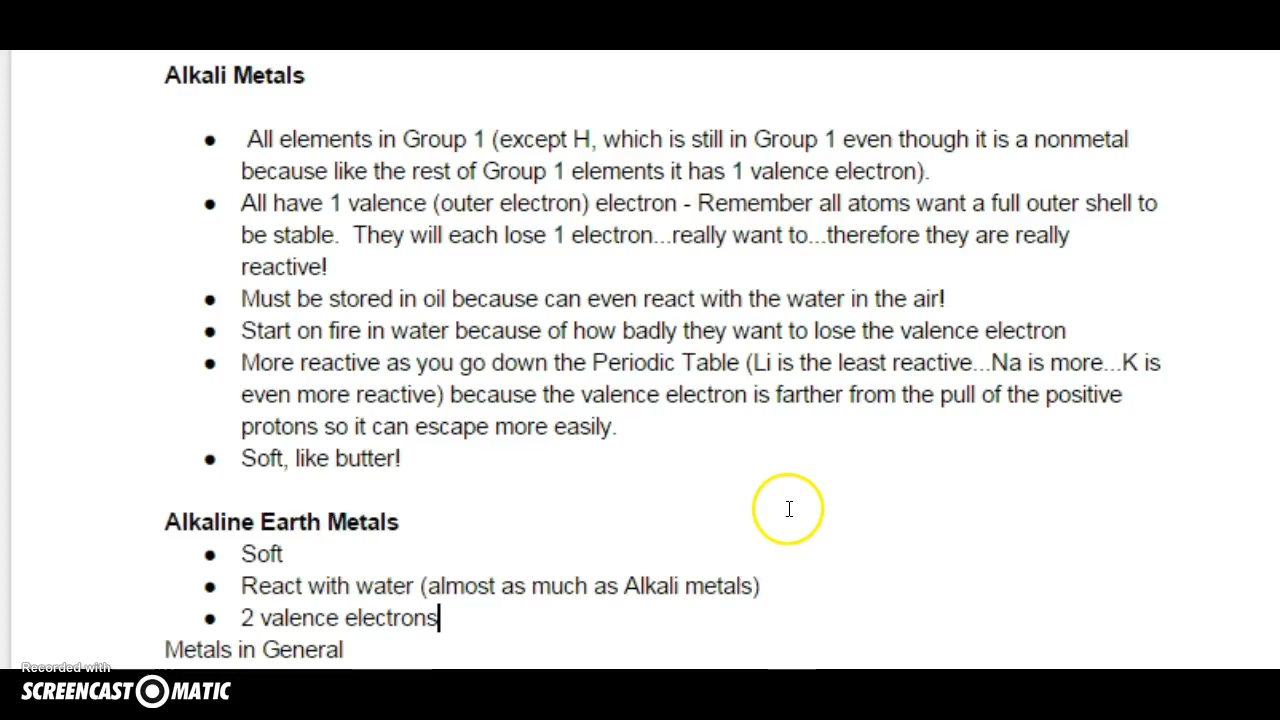 Alkali Metals
● All elements in Group 1 (except H, which is still in Group 1 even though it is a nonmetal
because like the rest of Group 1 elements it has 1 valence electron).
● All have 1 valence (outer electron) electron - Remember all atoms want a full outer shell to
be stable.  They will each lose 1 electron...really want to...therefore they are really
reactive!
● Must be stored in oil because can even react with the water in the air!
● Start on fire in water because of how badly they want to lose the valence electron
● More reactive as you go down the Periodic Table (Li is the least reactive...Na is more...K is
even more reactive) because the valence electron is farther from the pull of the positive
protons so it can escape more easily.
● Soft, like butter!
Alkaline Earth Metals
● Soft
● React with water (almost as much as Alkali metals)
● 2 valence electrons
Metals in General
Recorded with
SCREENCAST-O-MATIC